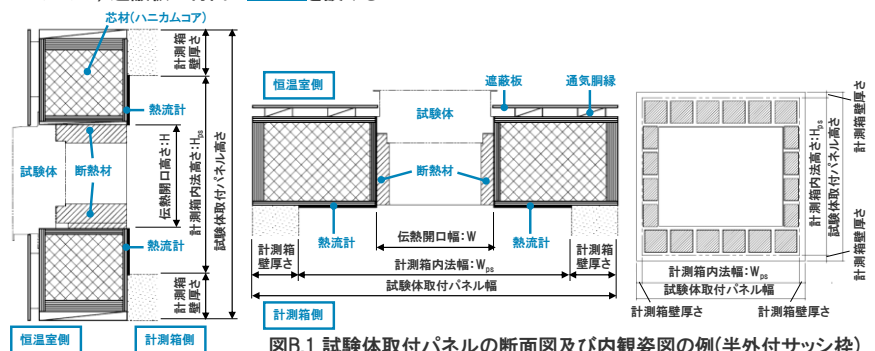 芯材(ハニカムコア)
計測箱
壁厚さ
熱流計
試験体
断熱材
伝熱開口高さ:H
計測箱内法高さ:Hps
試験体取付パネル高さ
熱流計
計測箱
壁厚さ
恒温室側
計測箱側
恒温室側
遮蔽板
通気胴縁
試験体
断熱材
熱流計
伝熱開口幅:W
熱流計
計測箱
壁厚さ
計測箱内法幅:Wps
計測箱
壁厚さ
試験体取付パネル幅
計測箱側
計測箱壁厚さ
計測箱内法高さ:Hps
試験体取付パネル高さ
計測箱壁厚さ
計測箱内法幅:Wps
試験体取付パネル幅
計測箱壁厚さ
計測箱壁厚さ
図B.1 試験体取付パネルの断面図及び内観姿図の例(半外付サッシ枠)